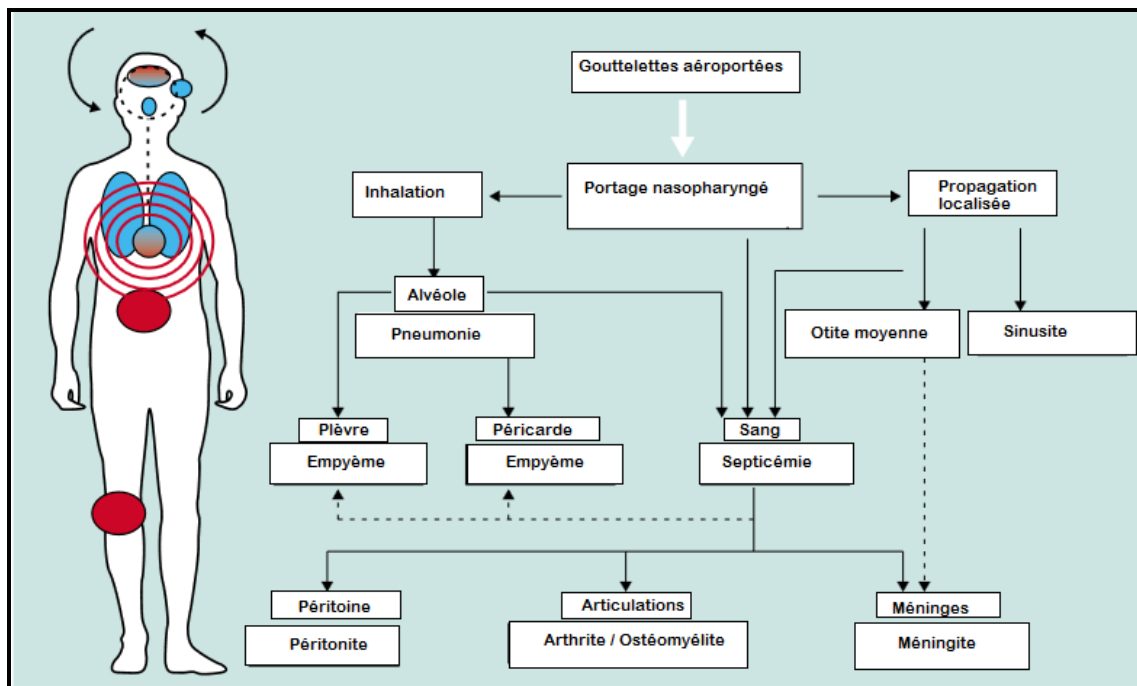 Gouttelettes aéroportées
Inhalation
Portage nasopharyngé
Propagation
localisée
Alvéole
Pneumonie
Otite moyenne
Sinusite
Plèvre
Empyème
Péricarde
Empyème
Sang
Septicémie
Péritoine
Péritonite
Articulations
Arthrite / Ostéomyélite
Méninges
Méningite